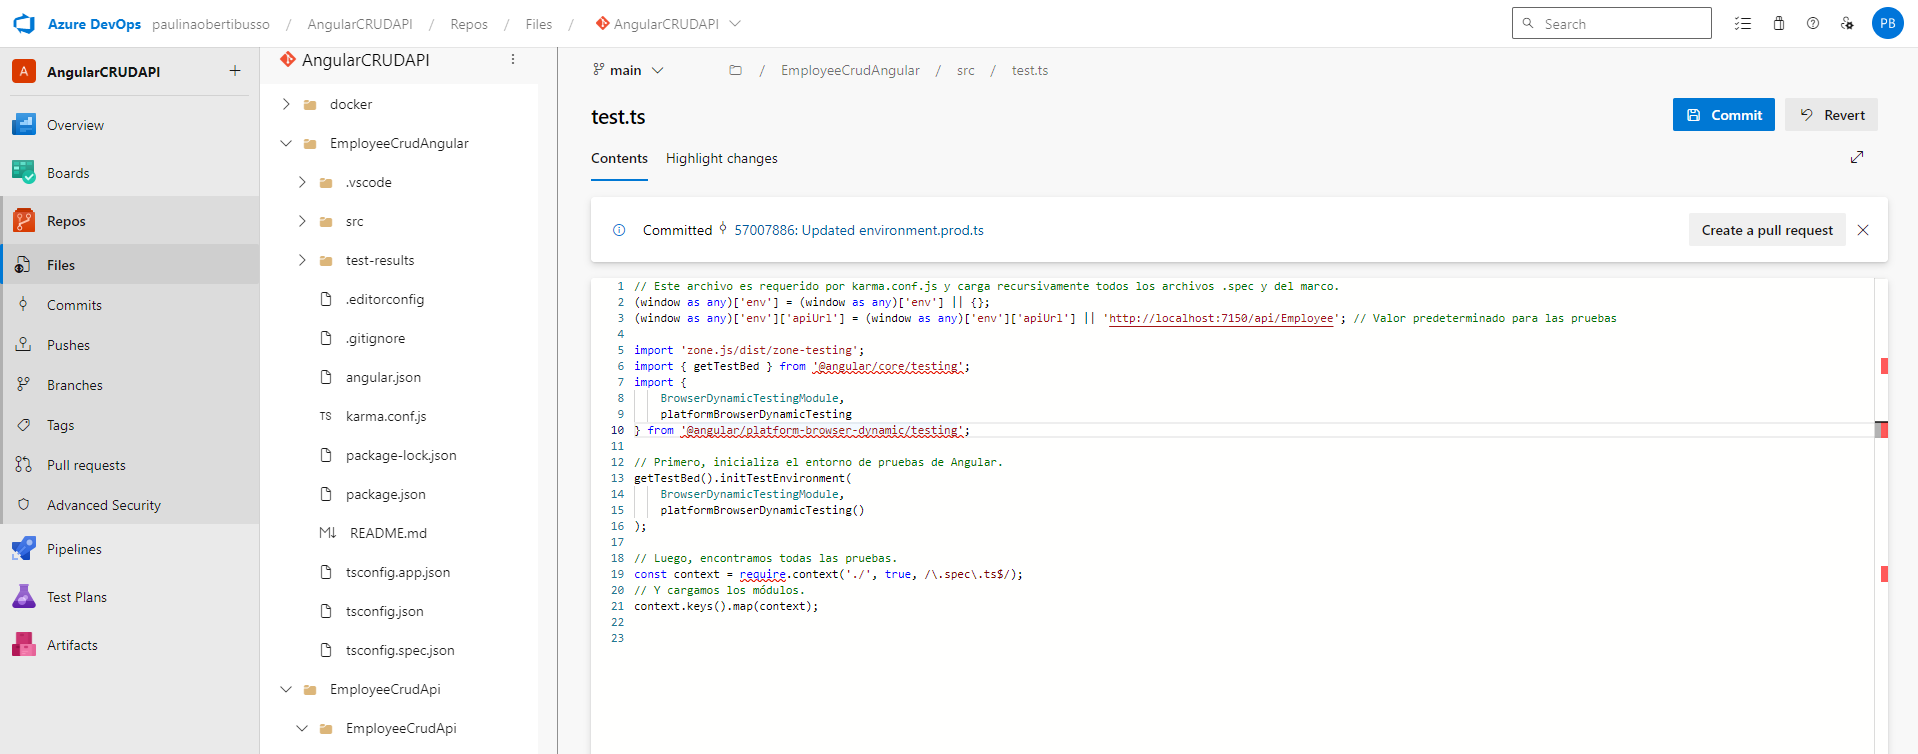 Azure DevOps paulinaobertibusso / AngularCRUDAPI / Repos / Files / AngularCRUDAPI
Search
PB
A AngularCRUDAPI +
Overview
Boards
Repos
Files
Commits
Pushes
Branches
Tags
Pull requests
Advanced Security
Pipelines
Test Plans
Artifacts
AngularCRUDAPI
docker
EmployeeCrudAngular
.vscode
src
test-results
.editorconfig
.gitignore
angular.json
TS karma.conf.js
package-lock.json
package.json
M↓ README.md
tsconfig.app.json
tsconfig.json
tsconfig.spec.json
EmployeeCrudApi
EmployeeCrudApi
main / EmployeeCrudAngular / src / test.ts
test.ts
Commit Revert
Contents Highlight changes
Committed 57007886: Updated environment.prod.ts
Create a pull request
1 // Este archivo es requerido por karma.conf.js y carga recursivamente todos los archivos .spec y del marco.
2 (window as any)['env'] = (window as any)['env'] || {};
3 (window as any)['env']['apiUrl'] = (window as any)['env']['apiUrl'] || 'http://localhost:7150/api/Employee'; // Valor predeterminado para las pruebas
4
5 import 'zone.js/dist/zone-testing';
6 import { getTestBed } from '@angular/core/testing';
7 import {
8 BrowserDynamicTestingModule,
9 platformBrowserDynamicTesting
10 } from '@angular/platform-browser-dynamic/testing';
11
12 // Primero, inicializa el entorno de pruebas de Angular.
13 getTestBed().initTestEnvironment(
14 BrowserDynamicTestingModule,
15 platformBrowserDynamicTesting()
16 );
17
18 // Luego, encontramos todas las pruebas.
19 const context = require.context('./', true, /\.spec\.ts$/);
20 // Y cargamos los módulos.
21 context.keys().map(context);
22
23